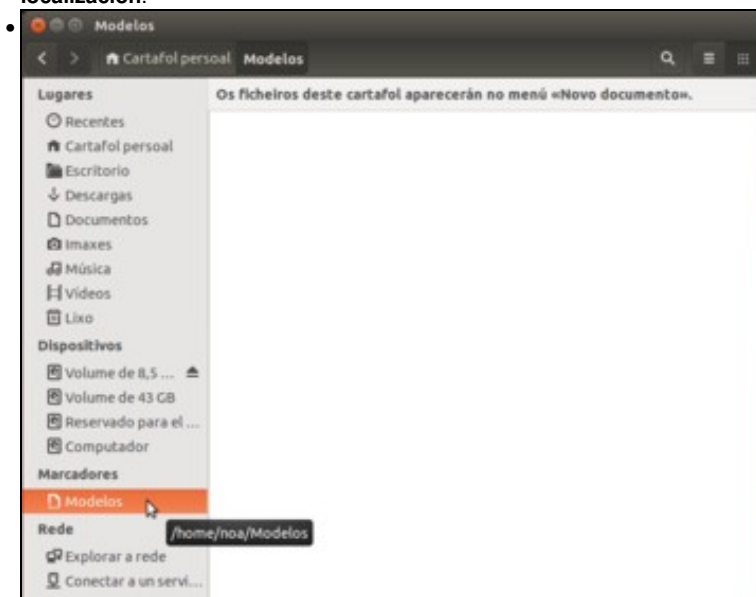 localización.
Modelos
Cartafol persoal Modelos
Lugares
Os ficheiros deste cartafol aparecerán no menú «Novo documento».
Recentes
Cartafol persoal
Escritorio
Descargas
Documentos
Imaxes
Música
Vídeos
Lixo
Dispositivos
Volume de 8,5 ...
Volume de 43 GB
Reservado para el ...
Computador
Marcadores
Modelos
Rede
/home/noa/Modelos
Explorar a rede
Conectar a un servi...